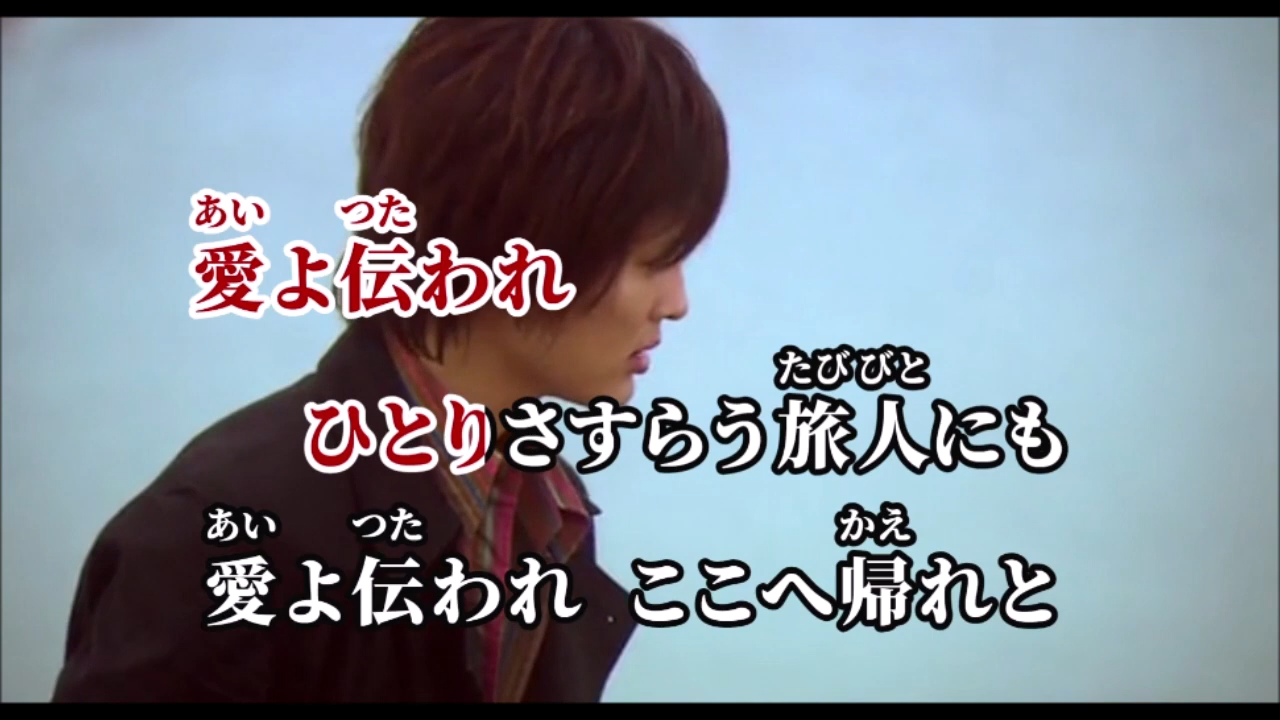 あい つた
愛よ伝われ
たびびと
ひとりさすらう旅人にも
あい つた かえ
愛よ伝われ ここへ帰れと